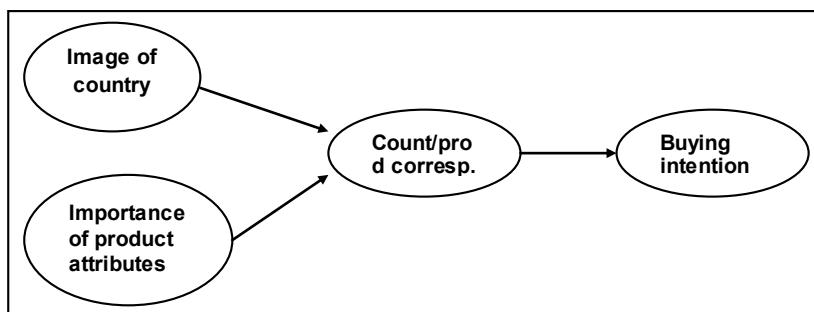 Image of
country
Importance
of product
attributes
Count/pro
d corresp.
Buying
intention